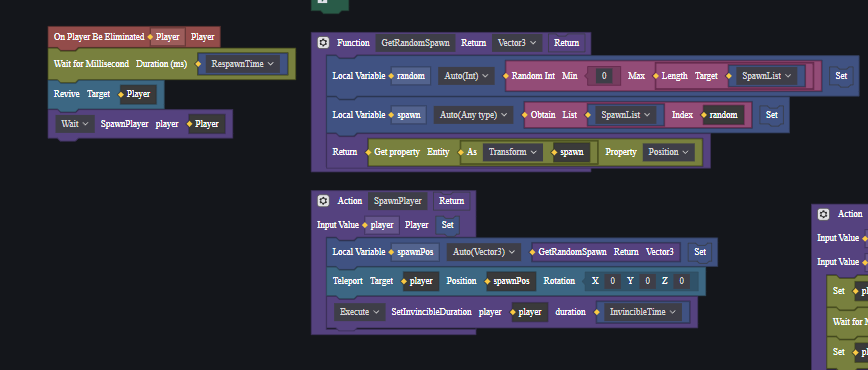 On Player Be Eliminated Player Player
Wait for Millisecond Duration (ms) RespawnTime
Revive Target Player
Wait SpawnPlayer player Player
Function GetRandomSpawn Return Vector3 Return
Local Variable random Auto(Int) Random Int Min 0 Max Length Target SpawnList Set
Local Variable spawn Auto(Any type) Obtain List SpawnList Index random Set
Return Get property Entity As Transform spawn Property Position
Action SpawnPlayer Return
Input Value player Player Set
Local Variable spawnPos Auto(Vector3) GetRandomSpawn Return Vector3 Set
Teleport Target player Position spawnPos Rotation X 0 Y 0 Z 0
Execute SetInvincibleDuration player player duration InvincibleTime
Action
Input Value
Input Value
Set pl
Wait for M
Set pl